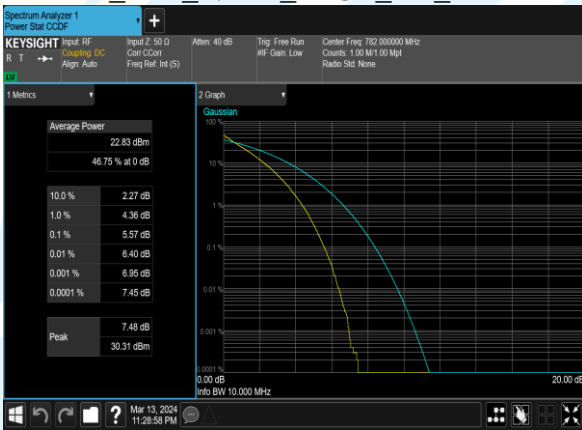 Spectrum Analyzer 1
Power Stat CCDF
+
KEYSIGHT
R T
LXI
Input: RF
Coupling: DC
Align: Auto
Input Z: 50 Ω
Corr CCorr
Freq Ref: Int (S)
Atten: 40 dB
Trig: Free Run
#IF Gain: Low
Center Freq: 782.000000 MHz
Counts: 1.00 M/1.00 Mpt
Radio Std: None
1 Metrics
Average Power
22.83 dBm
46.75 % at 0 dB
10.0 % 2.27 dB
1.0 % 4.36 dB
0.1 % 5.57 dB
0.01 % 6.40 dB
0.001 % 6.95 dB
0.0001 % 7.45 dB
Peak
7.48 dB
30.31 dBm
2 Graph
Gaussian
100 %
10 %
1 %
0.1 %
0.01 %
0.001 %
0.0001 %
0.00 dB 20.00 dB
Info BW 10.000 MHz
?
Mar 13, 2024
11:28:58 PM